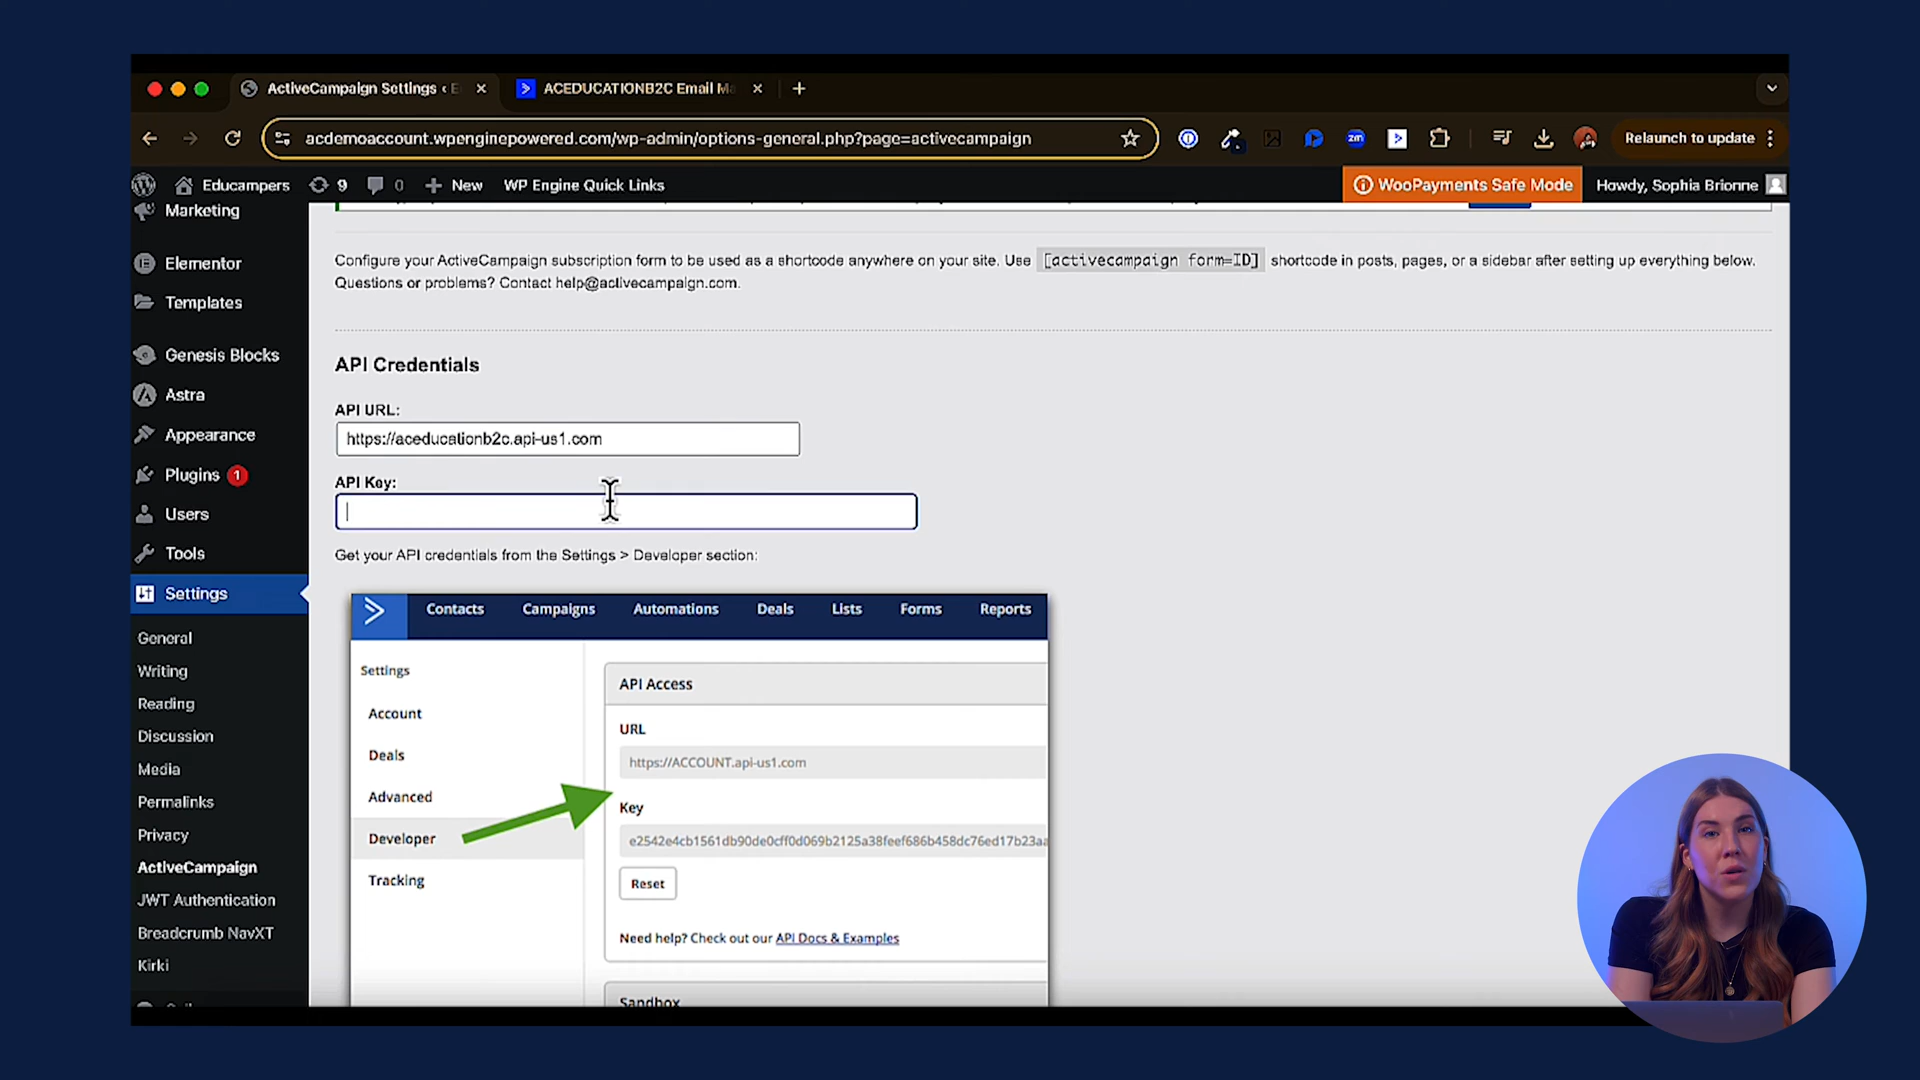 ActiveCampaign Settings ‹ E
ACEDUCATIONB2C Email Ma
acdemoaccount.wpenginepowered.com/wp-admin/options-general.php?page=activecampaign
zm
Relaunch to update
Educampers
9
0
New
WP Engine Quick Links
WooPayments Safe Mode
Howdy, Sophia Brionne
Marketing
Elementor
Templates
Genesis Blocks
Astra
Appearance
Plugins 1
Users
Tools
Settings
General
Writing
Reading
Discussion
Media
Permalinks
Privacy
ActiveCampaign
JWT Authentication
Breadcrumb NavXT
Kirki
Configure your ActiveCampaign subscription form to be used as a shortcode anywhere on your site. Use [activecampaign form=ID] shortcode in posts, pages, or a sidebar after setting up everything below.
Questions or problems? Contact help@activecampaign.com.
API Credentials
API URL:
https://aceducationb2c.api-us1.com
API Key:
Get your API credentials from the Settings > Developer section:
Contacts Campaigns Automations Deals Lists Forms Reports
Settings
Account
Deals
Advanced
Developer
Tracking
API Access
URL
https://ACCOUNT.api-us1.com
Key
e2542e4cb1561db90de0cff0d069b2125a38feef686b458dc76ed17b23aa
Reset
Need help? Check out our API Docs & Examples
Sandbox